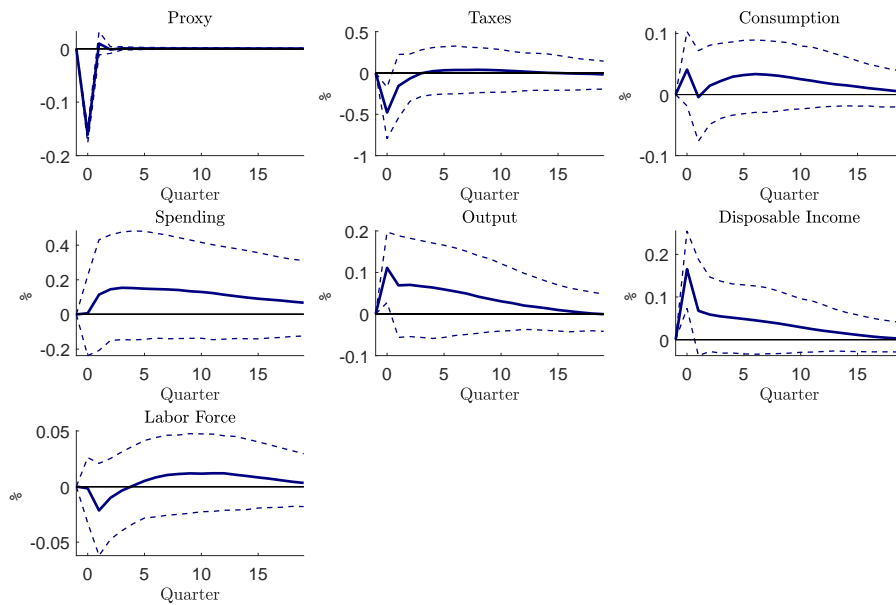 Proxy
0
-0.1
-0.2
0 5 10 15
Quarter
Taxes
0.5
0
-0.5
-1
%
0 5 10 15
Quarter
Consumption
0.1
0
-0.1
%
0 5 10 15
Quarter
Spending
0.4
0.2
0
-0.2
%
0 5 10 15
Quarter
Output
0.2
0.1
0
-0.1
%
0 5 10 15
Quarter
Disposable Income
0.2
0.1
0
%
0 5 10 15
Quarter
Labor Force
0.05
0
-0.05
%
0 5 10 15
Quarter